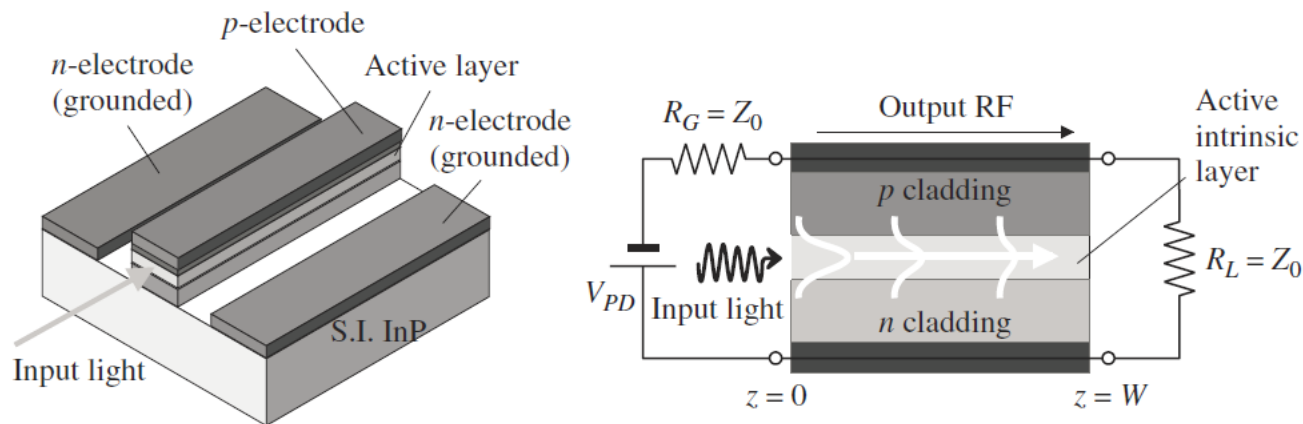 p-electrode
n-electrode
(grounded)
Active layer
n-electrode
(grounded)
S.I. InP
Input light
R_G = Z_0
Output RF
Active
intrinsic
layer
p cladding
V_PD
Input light
R_L = Z_0
n cladding
z = 0
z = W